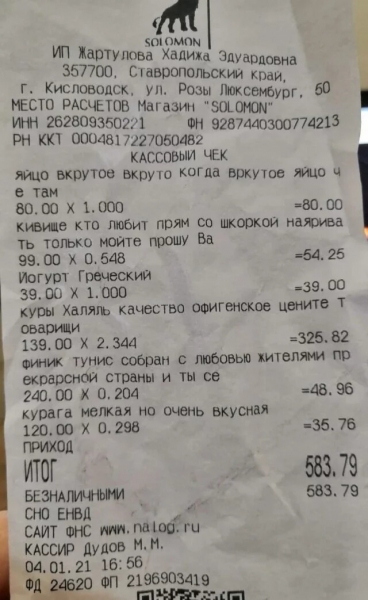 SOLOMON
ИП Жартулова Хадижа Эдуардовна
357700, Ставропольский край,
г. Кисловодск, ул. Розы Люксембург, 50
МЕСТО РАСЧЕТОВ Магазин "SOLOMON"
ИНН 262809350221 ФН 9287440300774213
РН ККТ 0004817227050482
КАССОВЫЙ ЧЕК
яйцо вкрутое вкруто когда вркутое яйцо ч
е там
80.00 X 1.000 =80.00
кивище кто любит прям со шкоркой наярива
ть только мойте прошу Ва
99.00 X 0.548 =54.25
Йогурт Греческий
39.00 X 1.000 =39.00
куры Халяль качество офигенское цените т
оварищи
139.00 X 2.344 =325.82
финик тунис собран с любовью жителями пр
екрарсной страны и ты се
240.00 X 0.204 =48.96
курага мелкая но очень вкусная
120.00 X 0.298 =35.76
ПРИХОД
ИТОГ 583.79
БЕЗНАЛИЧНЫМИ 583.79
СНО ЕНВД
САЙТ ФНС www.nalog.ru
КАССИР Дудов М.М.
04.01.21 16:56
ФД 24620 ФП 2196903419